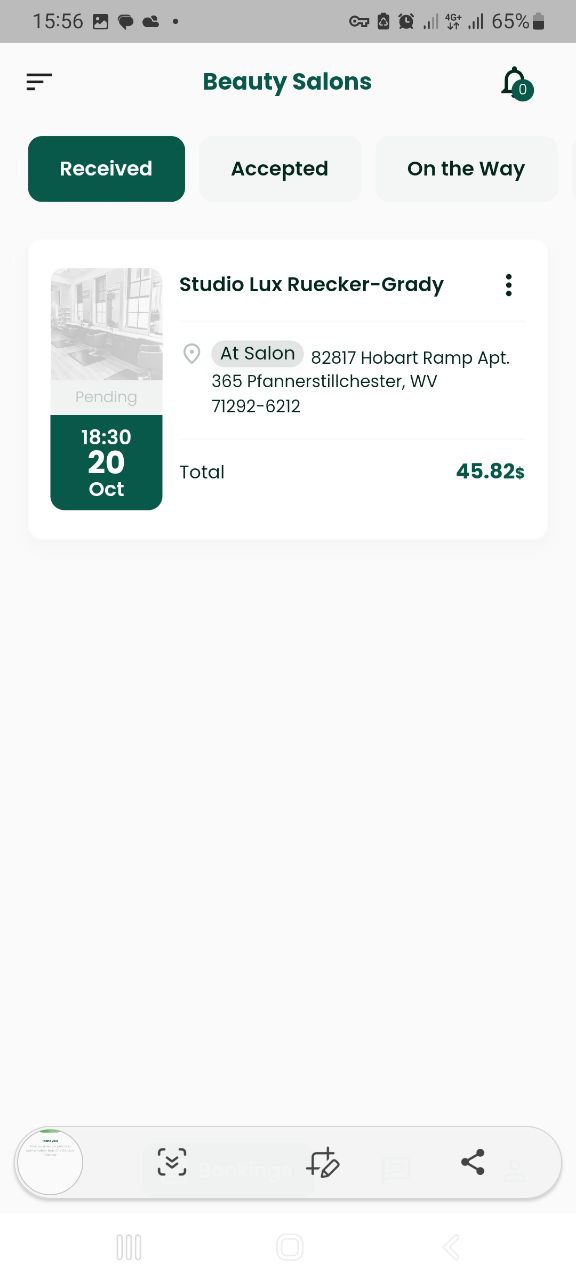 15:56 4G+ 65%
Beauty Salons
0
Received Accepted On the Way
Studio Lux Ruecker-Grady
Pending
18:30
20
Oct
At Salon 82817 Hobart Ramp Apt.
365 Pfannerstillchester, WV
71292-6212
Total 45.82$
Bookings